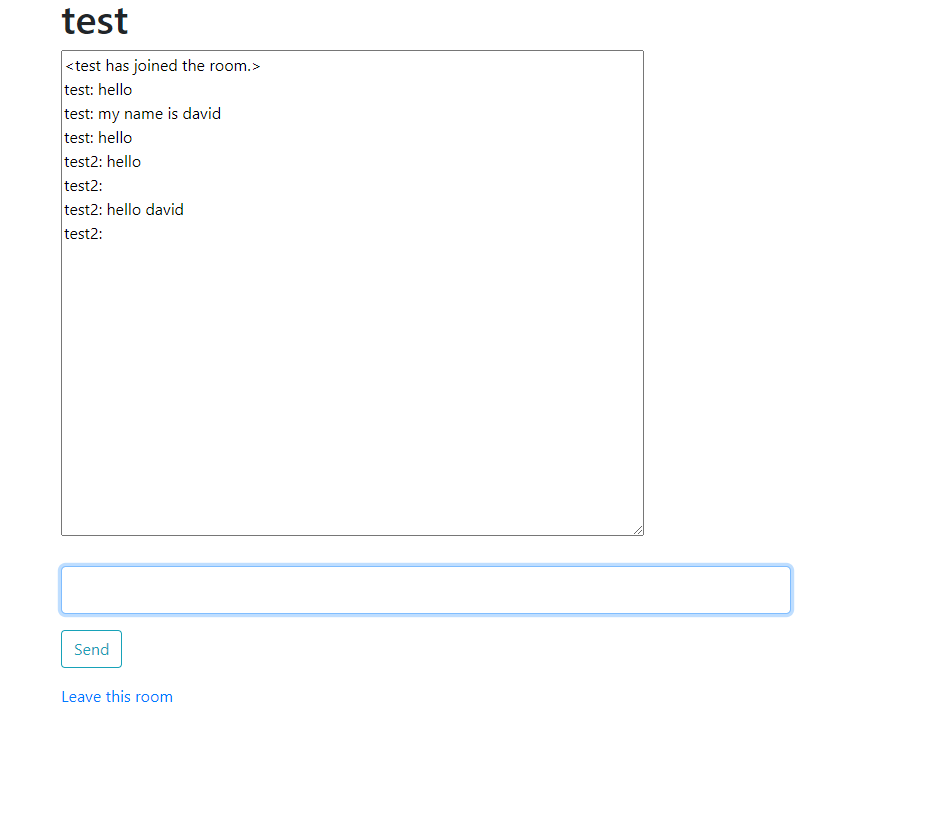 test
<test has joined the room.>
test: hello
test: my name is david
test: hello
test2: hello
test2:
test2: hello david
test2:
Send
Leave this room